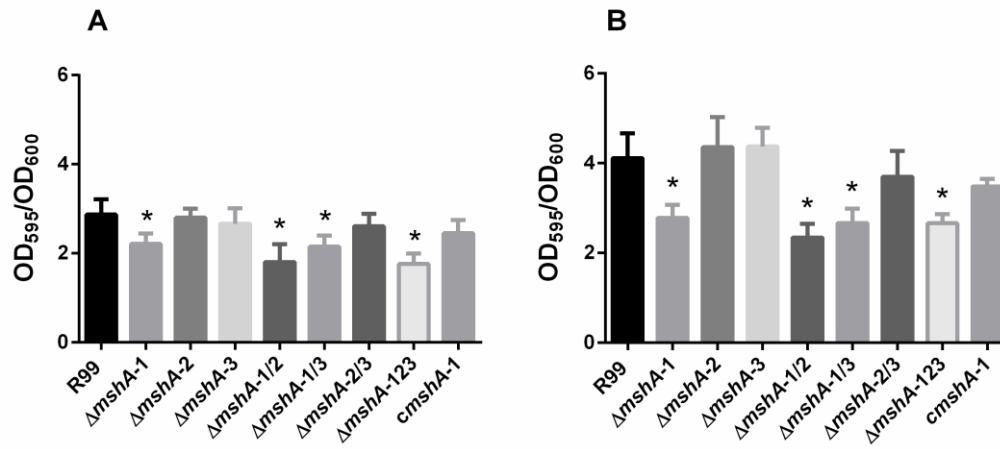 A
6
4
2
0
OD595/OD600
*
*
*
*
R99
ΔmshA-1
ΔmshA-2
ΔmshA-3
ΔmshA-1/2
ΔmshA-1/3
ΔmshA-2/3
ΔmshA-123
cmshA-1
B
6
4
2
0
OD595/OD600
*
*
*
*
R99
ΔmshA-1
ΔmshA-2
ΔmshA-3
ΔmshA-1/2
ΔmshA-1/3
ΔmshA-2/3
ΔmshA-123
cmshA-1